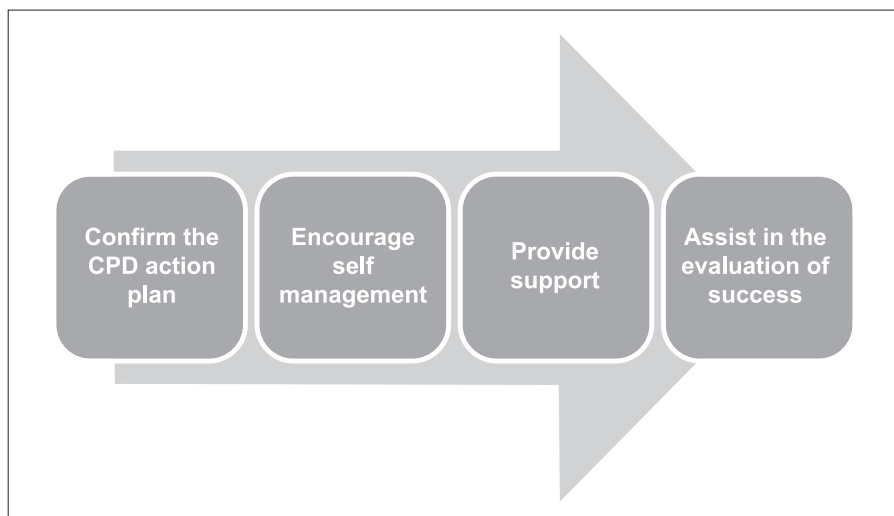 Confirm the
CPD action
plan
Encourage
self
management
Provide
support
Assist in the
evaluation of
success